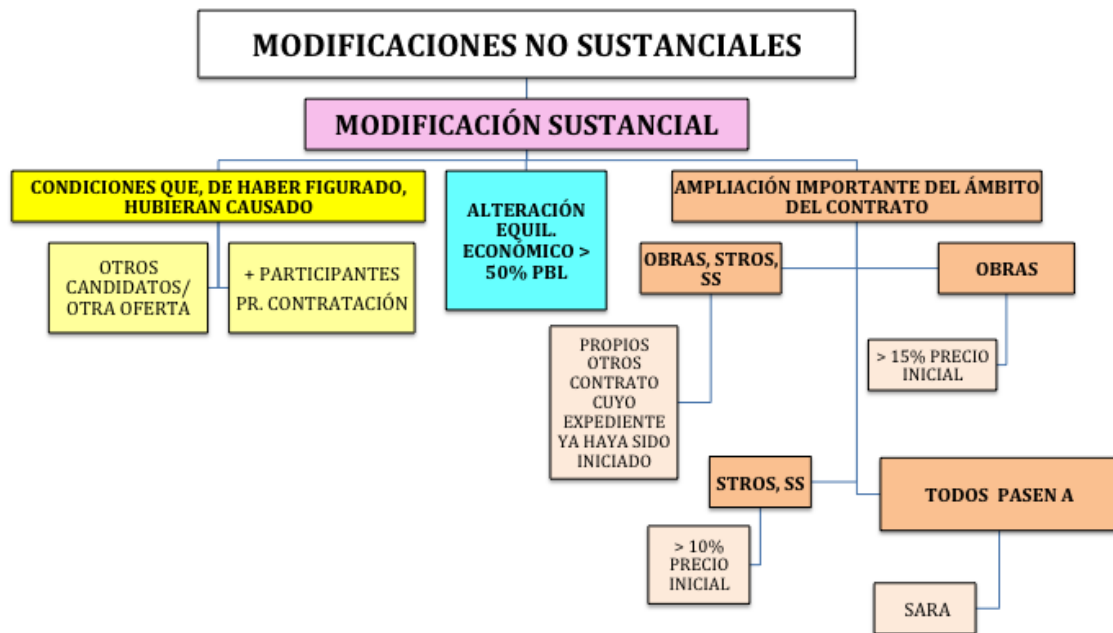 MODIFICACIONES NO SUSTANCIALES
MODIFICACIÓN SUSTANCIAL
CONDICIONES QUE, DE HABER FIGURADO,
HUBIERAN CAUSADO
OTROS
CANDIDATOS/
OTRA OFERTA
+ PARTICIPANTES
PR. CONTRATACIÓN
ALTERACIÓN
EQUIL.
ECONÓMICO >
50% PBL
AMPLIACIÓN IMPORTANTE DEL ÁMBITO
DEL CONTRATO
OBRAS, STROS,
SS
PROPIOS
OTROS
CONTRATO
CUYO
EXPEDIENTE
YA HAYA SIDO
INICIADO
OBRAS
> 15% PRECIO
INICIAL
STROS, SS
> 10%
PRECIO
INICIAL
TODOS PASEN A
SARA